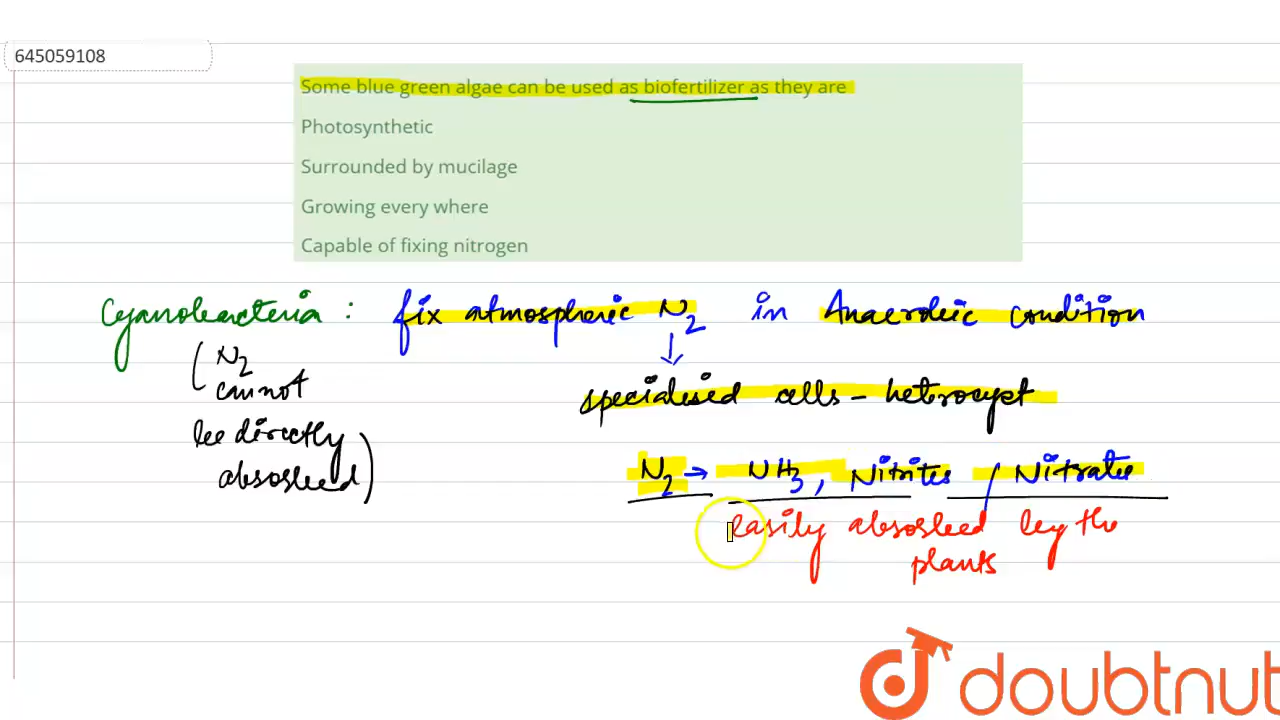 645059108
Some blue green algae can be used as biofertilizer as they are
Photosynthetic
Surrounded by mucilage
Growing every where
Capable of fixing nitrogen
Cyanobacteria : fix atmospheric N2 in Anaerobic condition
(N2
cannot
be directly
absorbed)
specialised cells - heterocyst
N2 → NH3, Nitrites / Nitrates
easily absorbed by the
plants
doubtnut